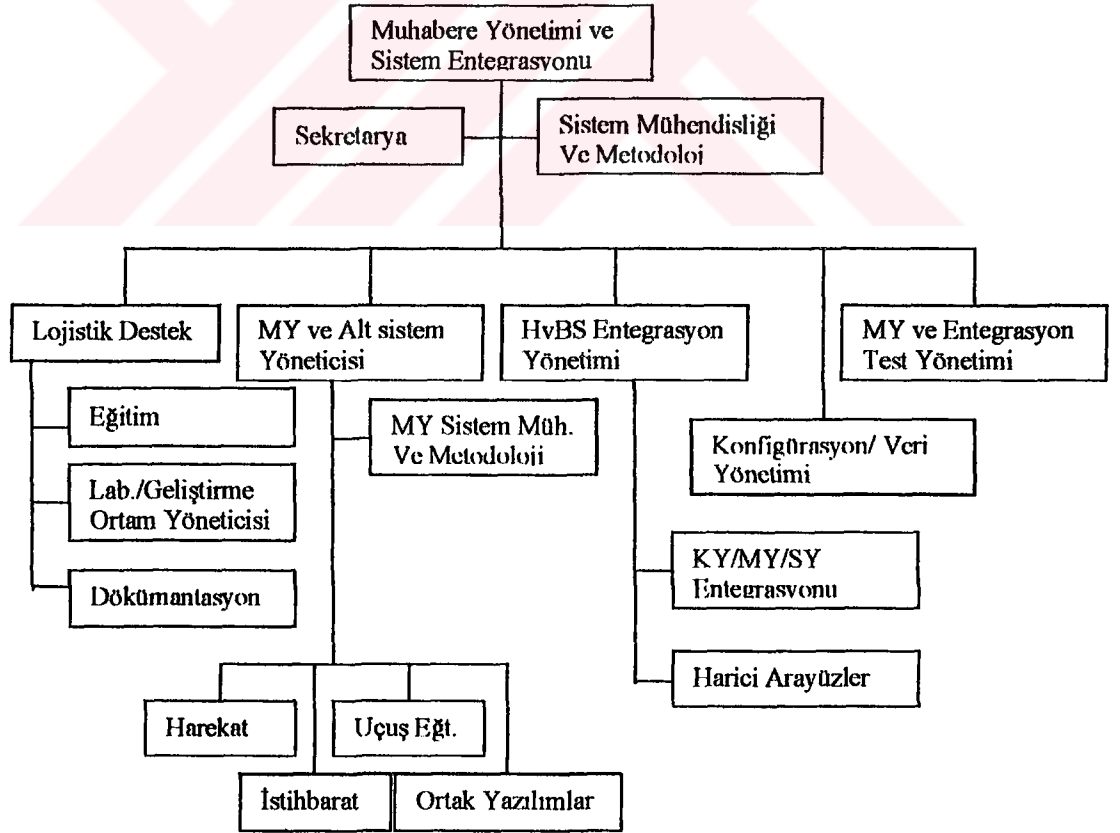 Muhabere Yönetimi ve
Sistem Entegrasyonu
Sekretarya
Sistem Mühendisliği
Ve Metodoloji
Lojistik Destek
MY ve Alt sistem
Yöneticisi
HvBS Entegrasyon
Yönetimi
MY ve Entegrasyon
Test Yönetimi
Eğitim
MY Sistem Müh.
Ve Metodoloji
Konfigürasyon/ Veri
Yönetimi
Lab./Geliştirme
Ortam Yöneticisi
KY/MY/SY
Entegrasyonu
Dökümantasyon
Harici Arayüzler
Harekat
Uçuş Eğt.
İstihbarat
Ortak Yazılımlar